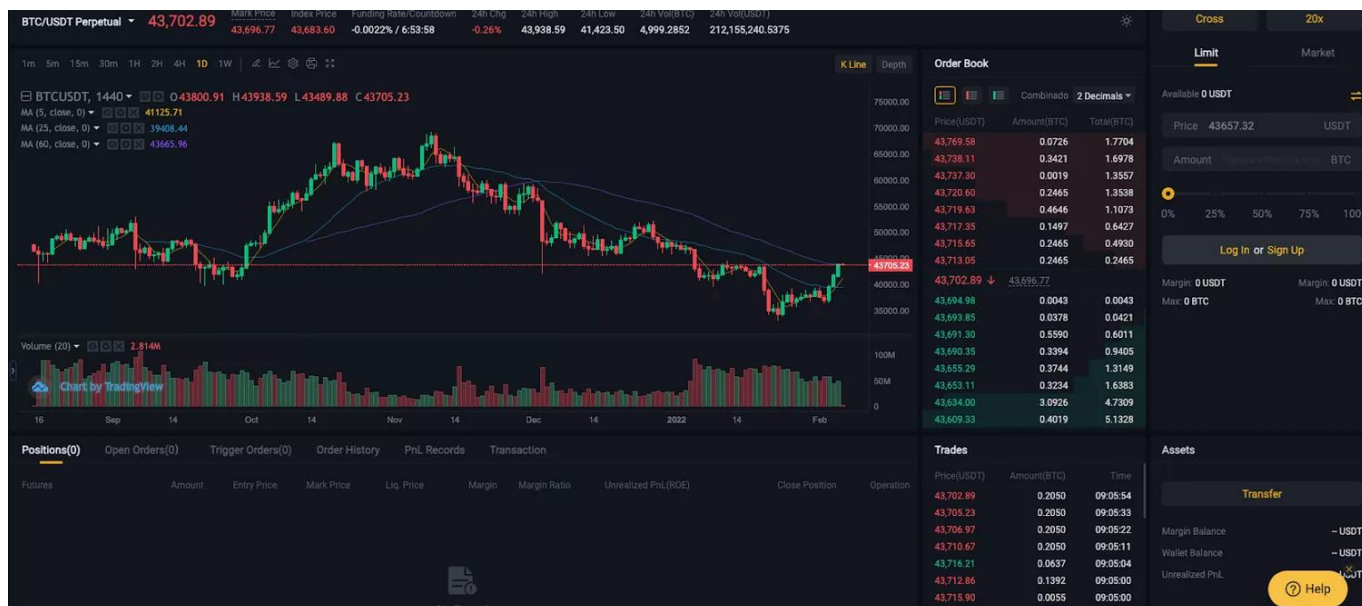 BTC/USDT Perpetual 43,702.89
Mark Price Index Price Funding Rate/Countdown 24h Chg 24h High 24h Low 24h Vol(BTC) 24h Vol(USDT)
43,696.77 43,683.60 -0.0022% / 6:53:58 -0.26% 43,938.59 41,423.50 4,999.2852 212,155,240.5375
1m 5m 15m 30m 1H 2H 4H 1D 1W K Line Depth
BTCUSDT, 1440 O43800.91 H43938.59 L43489.88 C43705.23
MA (5, close, 0) 41125.71
MA (25, close, 0) 39408.44
MA (60, close, 0) 43665.96
75000.00
70000.00
65000.00
60000.00
55000.00
50000.00
45000.00
43705.23
40000.00
35000.00
Volume (20) 2.814M
100M
50M
0
Chart by TradingView
16 Sep 14 Oct 14 Nov 14 Dec 14 2022 14 Feb
Order Book
Combinado 2 Decimals
Price(USDT) Amount(BTC) Total(BTC)
43,769.58 0.0726 1.7704
43,738.11 0.3421 1.6978
43,737.30 0.0019 1.3557
43,720.60 0.2465 1.3538
43,719.63 0.4646 1.1073
43,717.35 0.1497 0.6427
43,715.65 0.2465 0.4930
43,713.05 0.2465 0.2465
43,702.89 ↓ 43,696.77
43,694.98 0.0043 0.0043
43,693.85 0.0378 0.0421
43,691.30 0.5590 0.6011
43,690.35 0.3394 0.9405
43,655.29 0.3744 1.3149
43,653.11 0.3234 1.6383
43,634.00 3.0926 4.7309
43,609.33 0.4019 5.1328
Cross 20x
Limit Market
Available 0 USDT
Price 43657.32 USDT
Amount BTC
0% 25% 50% 75% 100
Log In or Sign Up
Margin: 0 USDT Margin: 0 USDT
Max: 0 BTC Max: 0 BTC
Positions(0) Open Orders(0) Trigger Orders(0) Order History PnL Records Transaction
Futures Amount Entry Price Mark Price Liq. Price Margin Margin Ratio Unrealized PnL(ROE) Close Position Operation
Trades
Price(USDT) Amount(BTC) Time
43,702.89 0.2050 09:05:54
43,705.23 0.2050 09:05:33
43,706.97 0.2050 09:05:22
43,710.67 0.2050 09:05:11
43,716.21 0.0637 09:05:04
43,712.86 0.1392 09:05:00
43,715.90 0.0055 09:05:00
Assets
Transfer
Margin Balance -- USDT
Wallet Balance -- USDT
Unrealized PnL USDT
Help